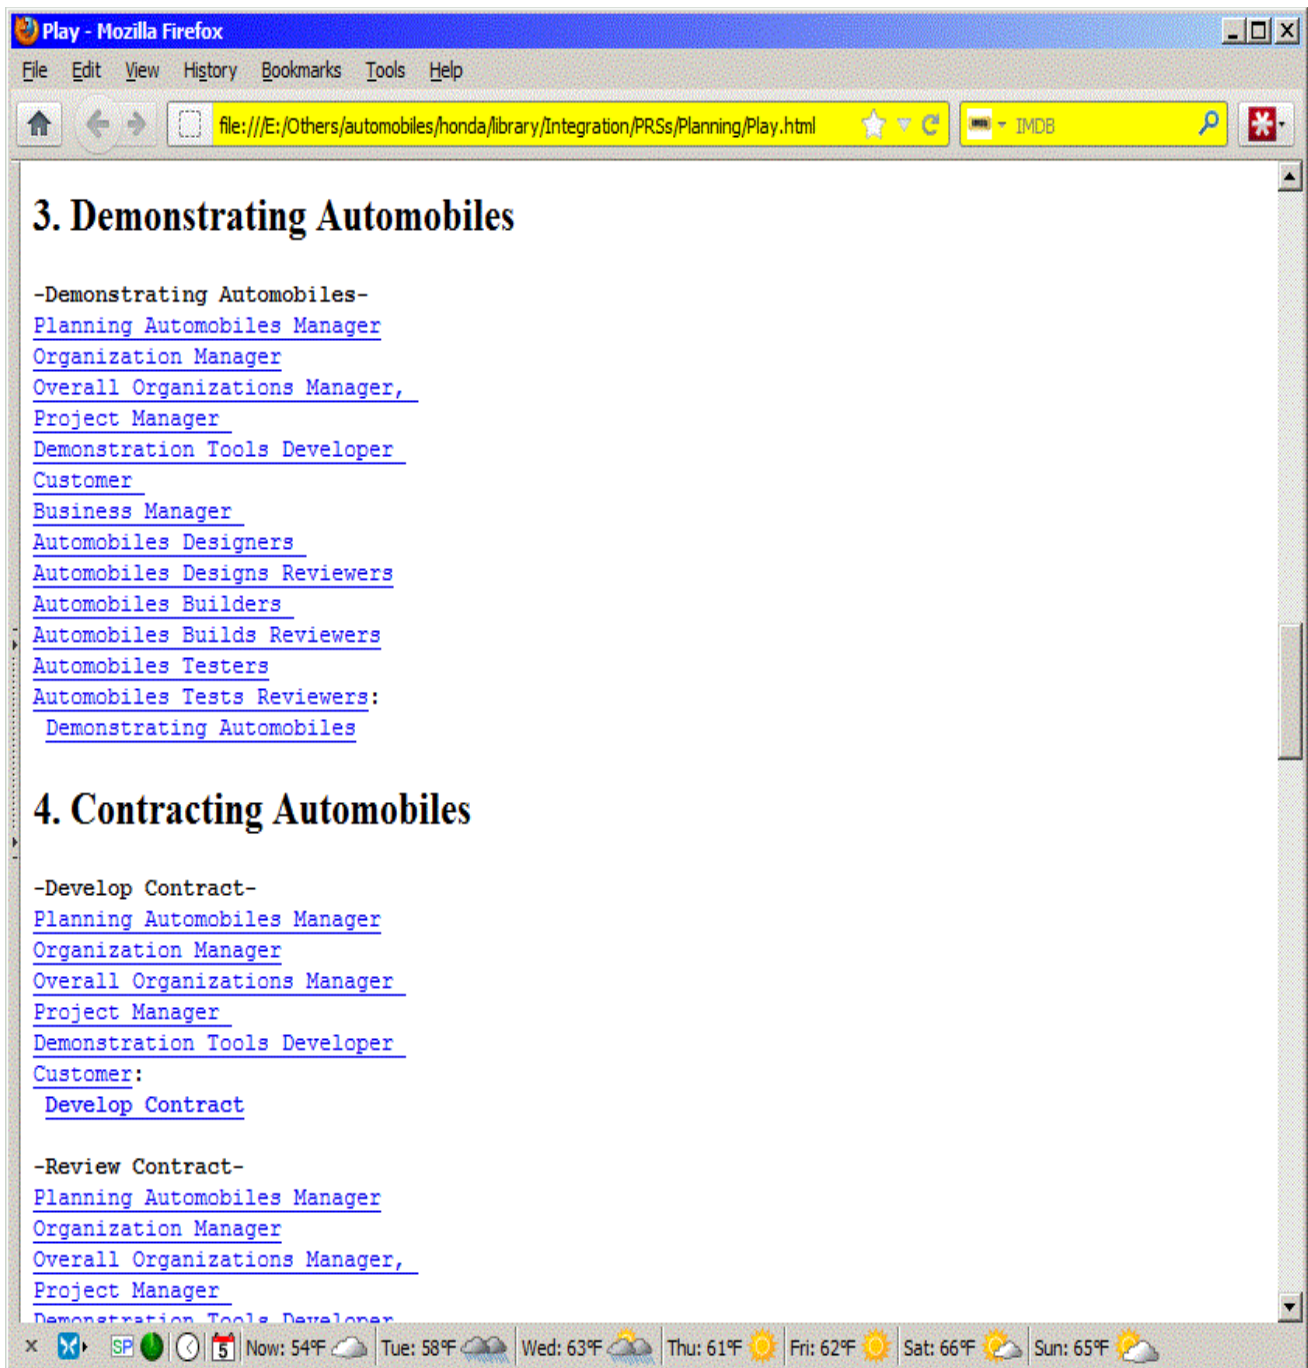 Play - Mozilla Firefox
File Edit View History Bookmarks Tools Help
file:///E:/Others/automobiles/honda/library/Integration/PRSs/Planning/Play.html IMDB
3. Demonstrating Automobiles
-Demonstrating Automobiles-
Planning Automobiles Manager
Organization Manager
Overall Organizations Manager,
Project Manager
Demonstration Tools Developer
Customer
Business Manager
Automobiles Designers
Automobiles Designs Reviewers
Automobiles Builders
Automobiles Builds Reviewers
Automobiles Testers
Automobiles Tests Reviewers:
Demonstrating Automobiles
4. Contracting Automobiles
-Develop Contract-
Planning Automobiles Manager
Organization Manager
Overall Organizations Manager
Project Manager
Demonstration Tools Developer
Customer:
Develop Contract
-Review Contract-
Planning Automobiles Manager
Organization Manager
Overall Organizations Manager,
Project Manager
Demonstration Tools Developer
SP 5 Now: 54°F Tue: 58°F Wed: 63°F Thu: 61°F Fri: 62°F Sat: 66°F Sun: 65°F